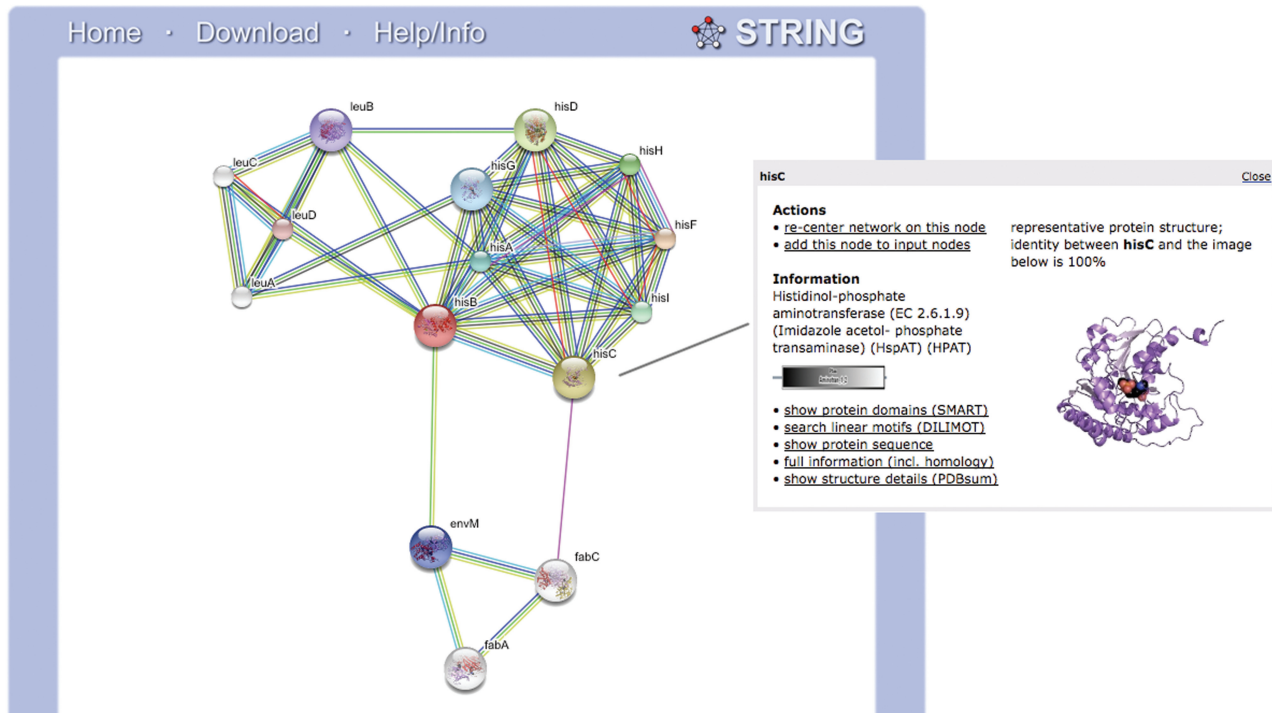 Home · Download · Help/Info
STRING
leuB
hisD
hisH
leuC
hisG
leuD
hisF
hisA
leuA
hisB
hisI
hisC
envM
fabC
fabA
hisC
Close
Actions
• re-center network on this node
• add this node to input nodes
Information
Histidinol-phosphate
aminotransferase (EC 2.6.1.9)
(Imidazole acetol- phosphate
transaminase) (HspAT) (HPAT)
• show protein domains (SMART)
• search linear motifs (DILIMOT)
• show protein sequence
• full information (incl. homology)
• show structure details (PDBsum)
representative protein structure;
identity between hisC and the image
below is 100%